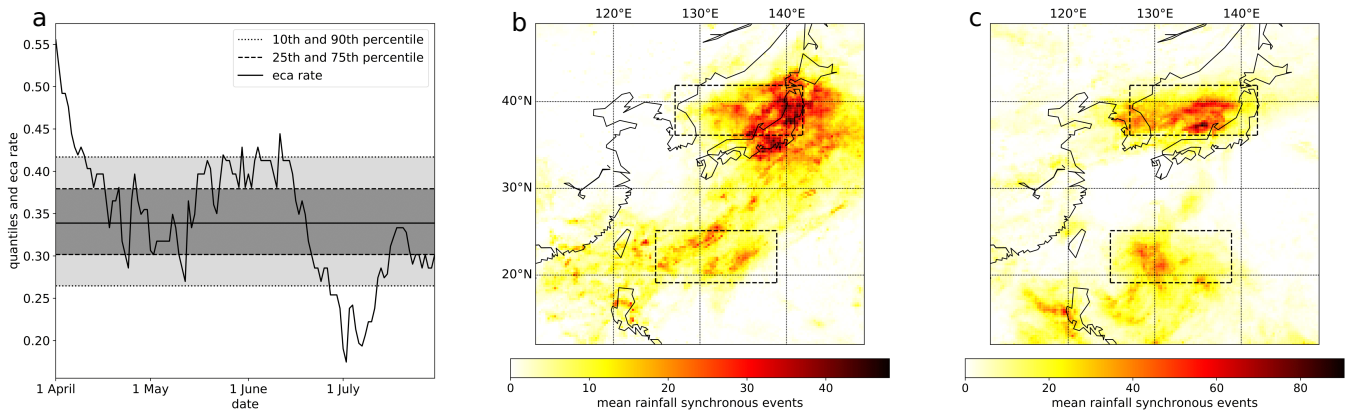 a
quantiles and eca rate
0.55
0.50
0.45
0.40
0.35
0.30
0.25
0.20
10th and 90th percentile
25th and 75th percentile
eca rate
1 April
1 May
1 June
1 July
date
b
120°E
130°E
140°E
40°N
30°N
20°N
0
10
20
30
40
mean rainfall synchronous events
c
120°E
130°E
140°E
0
20
40
60
80
mean rainfall synchronous events